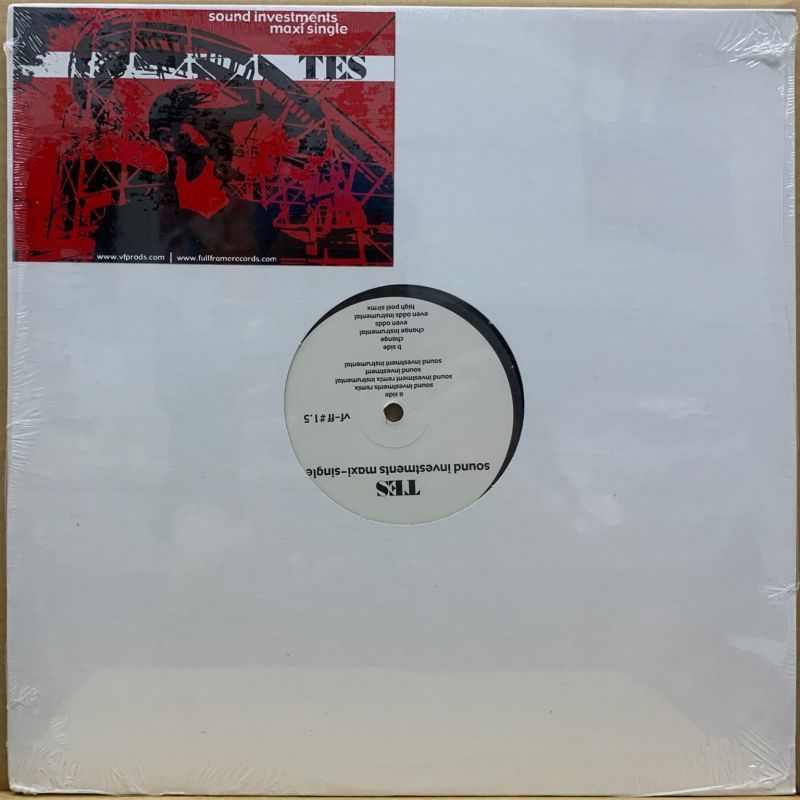 sound investments
maxi single
TES
www.vfprods.com | www.fullframerecords.com
TES
sound investments maxi-single
vf-ff #1.5
a side
sound investments remix
sound investment remix instrumental
sound investment
sound investment instrumental
b side
change
change instrumental
even odds
even odds instrumental
high post sirmx